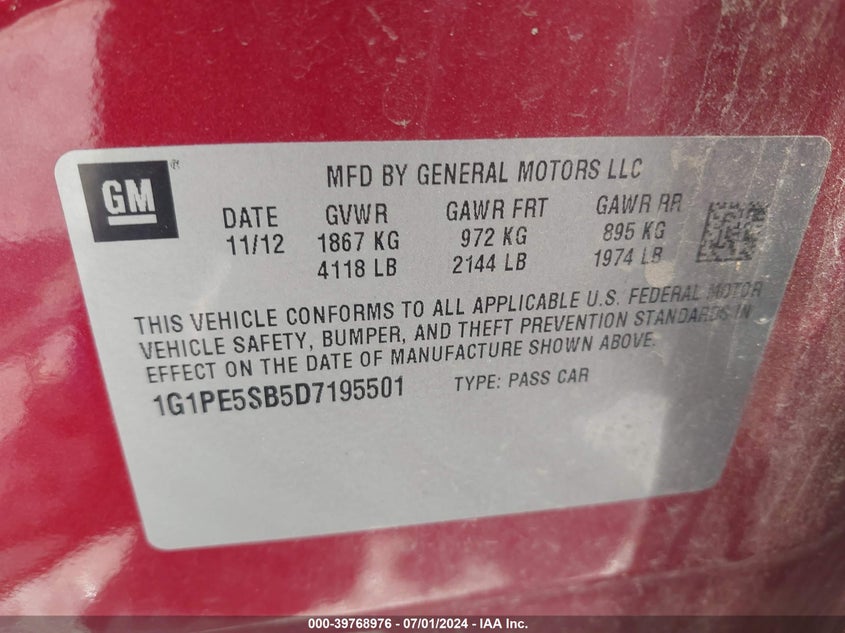 GM®
MFD BY GENERAL MOTORS LLC
DATE GVWR GAWR FRT GAWR RR
11/12 1867 KG 972 KG 895 KG
4118 LB 2144 LB 1974 LB
THIS VEHICLE CONFORMS TO ALL APPLICABLE U.S. FEDERAL MOTOR
VEHICLE SAFETY, BUMPER, AND THEFT PREVENTION STANDARDS IN
EFFECT ON THE DATE OF MANUFACTURE SHOWN ABOVE.
1G1PE5SB5D7195501 TYPE: PASS CAR
000-39768976 - 07/01/2024 - IAA Inc.